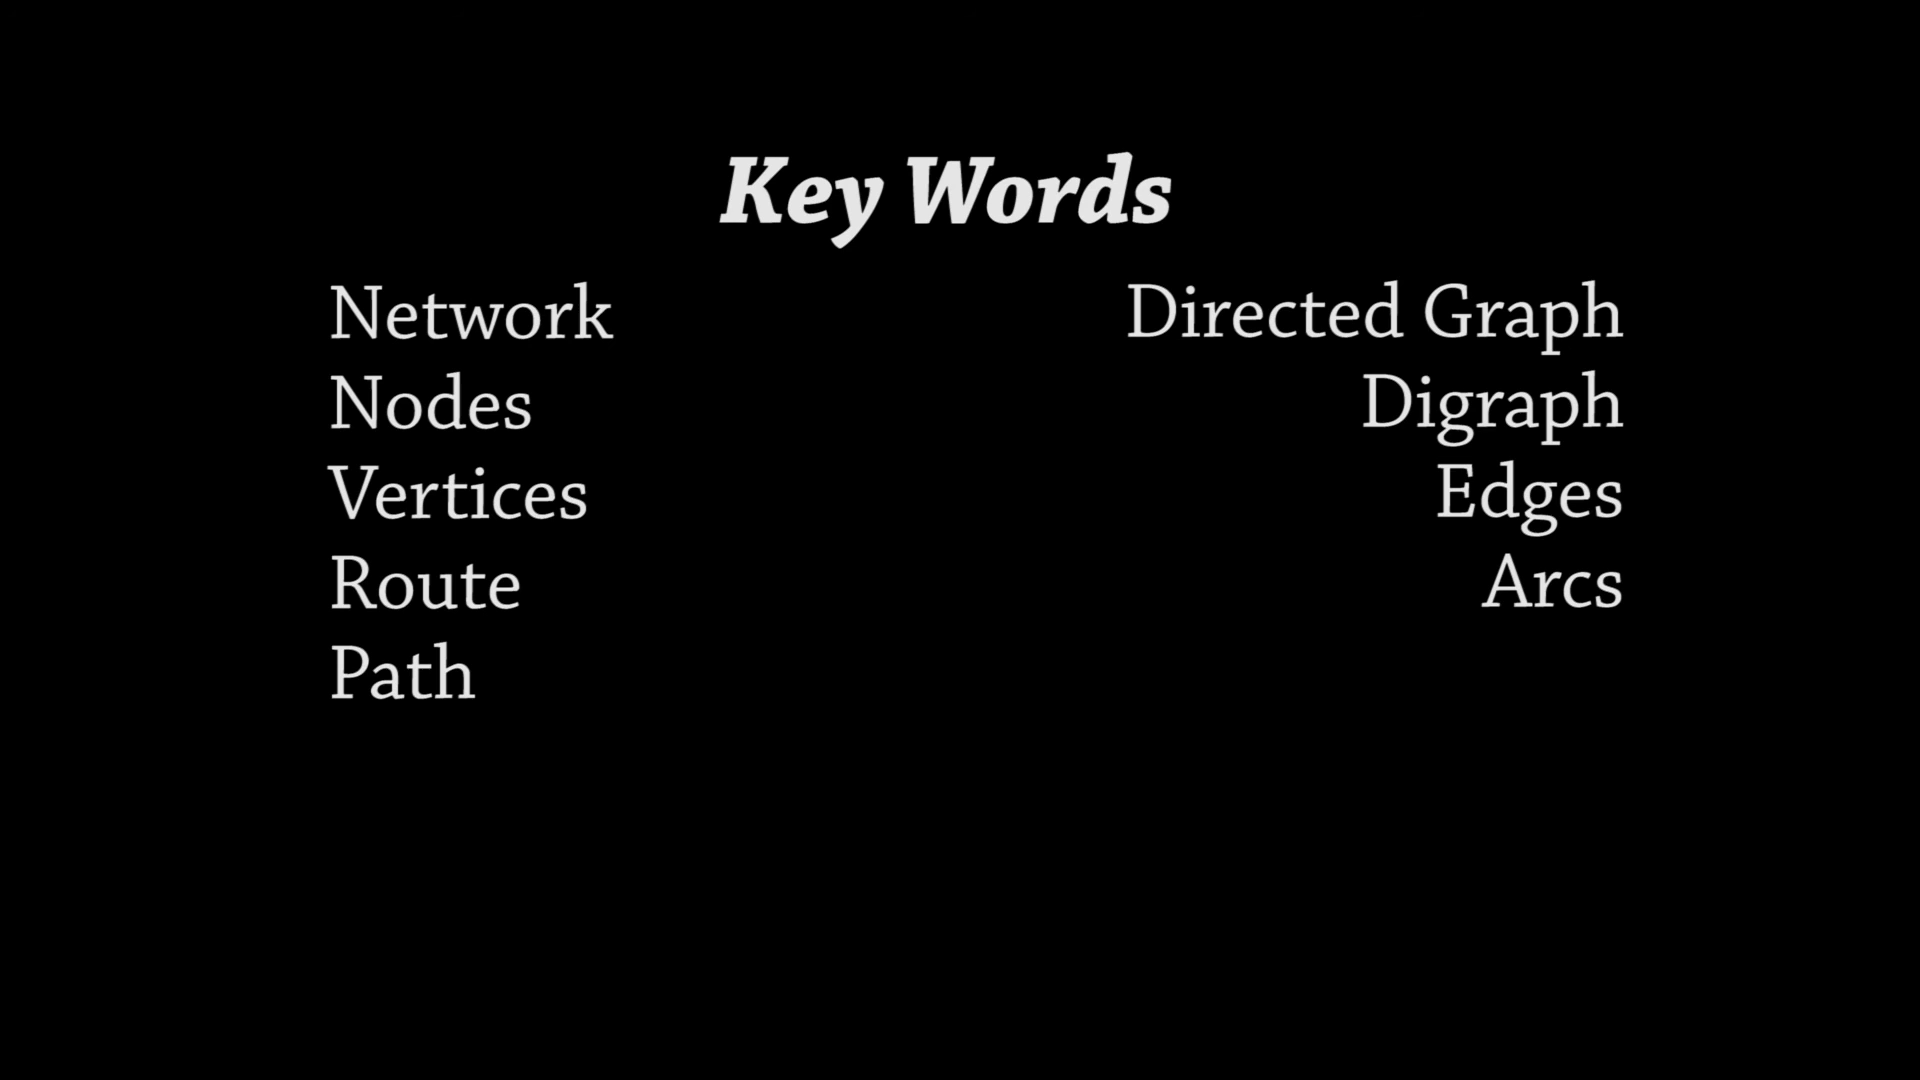 Key Words
Network
Nodes
Vertices
Route
Path
Directed Graph
Digraph
Edges
Arcs